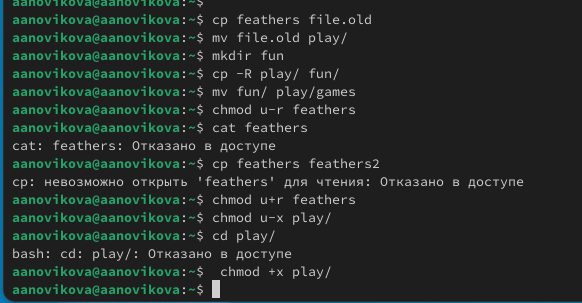 aanovikova@aanovikova:~$
aanovikova@aanovikova:~$ cp feathers file.old
aanovikova@aanovikova:~$ mv file.old play/
aanovikova@aanovikova:~$ mkdir fun
aanovikova@aanovikova:~$ cp -R play/ fun/
aanovikova@aanovikova:~$ mv fun/ play/games
aanovikova@aanovikova:~$ chmod u-r feathers
aanovikova@aanovikova:~$ cat feathers
cat: feathers: Отказано в доступе
aanovikova@aanovikova:~$ cp feathers feathers2
cp: невозможно открыть 'feathers' для чтения: Отказано в доступе
aanovikova@aanovikova:~$ chmod u+r feathers
aanovikova@aanovikova:~$ chmod u-x play/
aanovikova@aanovikova:~$ cd play/
bash: cd: play/: Отказано в доступе
aanovikova@aanovikova:~$  chmod +x play/
aanovikova@aanovikova:~$